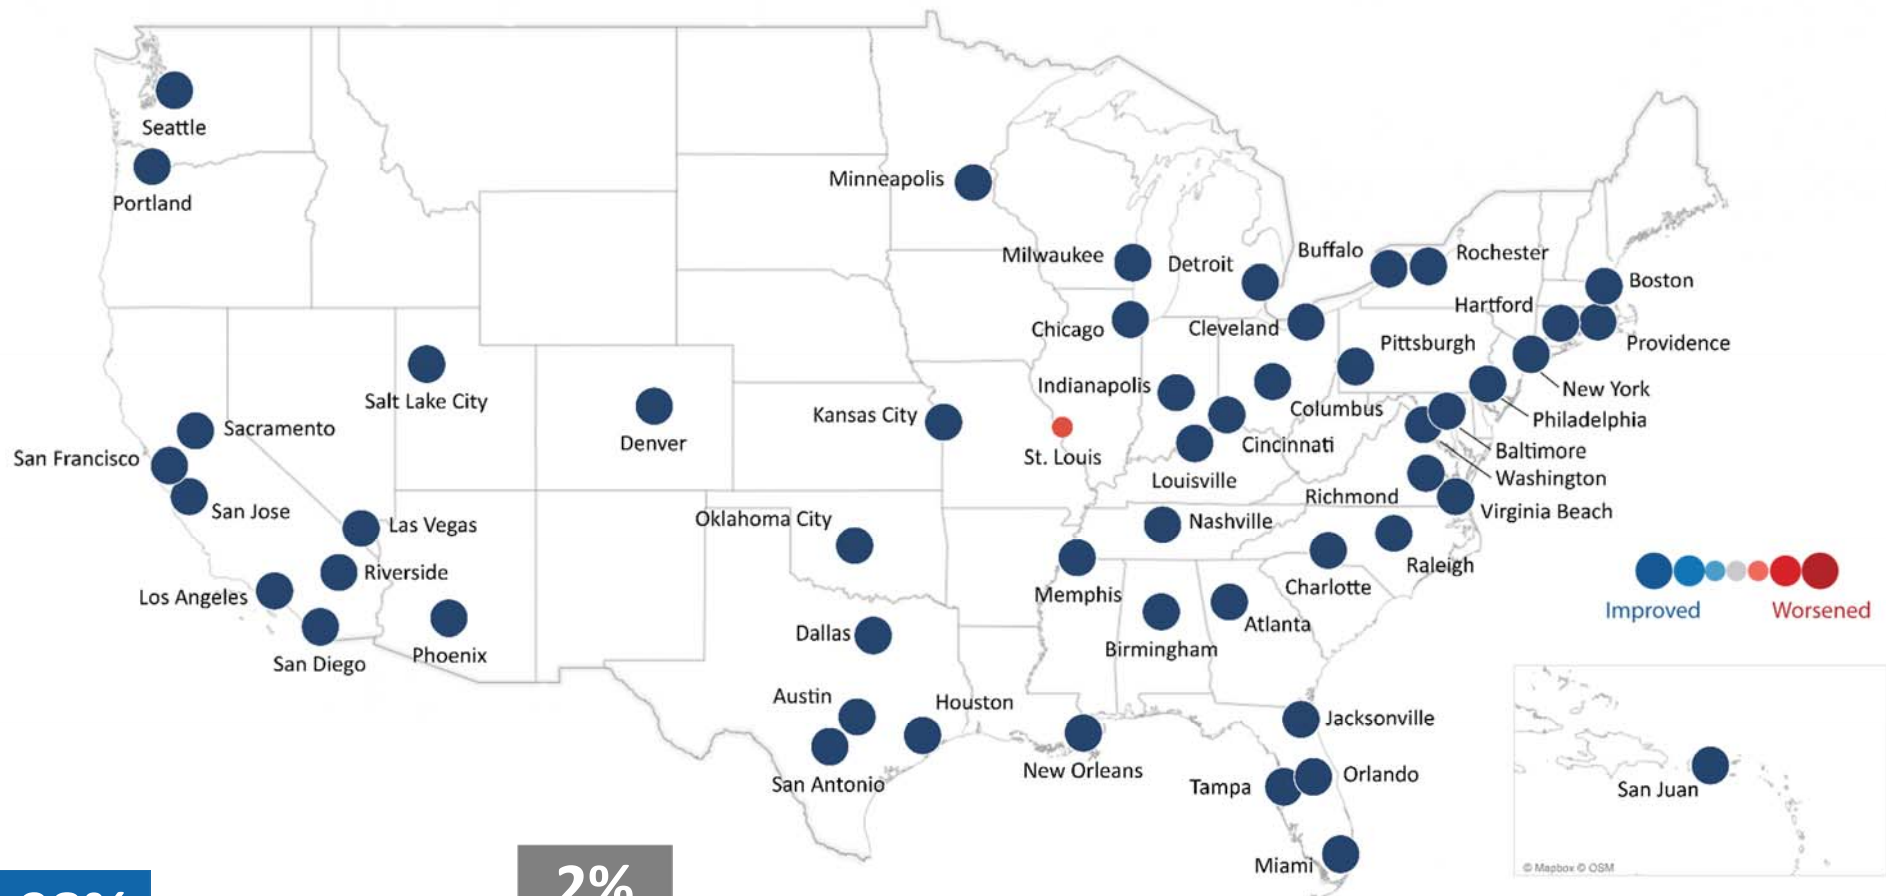 Seattle
Portland
Minneapolis
Milwaukee
Detroit
Buffalo
Rochester
Boston
Hartford
Chicago
Cleveland
Pittsburgh
Providence
Salt Lake City
Indianapolis
New York
Columbus
Philadelphia
Sacramento
Denver
Kansas City
Cincinnati
Baltimore
San Francisco
St. Louis
Louisville
Washington
Richmond
San Jose
Virginia Beach
Las Vegas
Oklahoma City
Nashville
Raleigh
Riverside
Los Angeles
Memphis
Charlotte
Improved
Worsened
Dallas
Atlanta
Birmingham
San Diego
Phoenix
Austin
Houston
Jacksonville
New Orleans
San Antonio
Tampa
Orlando
San Juan
Miami
© Mapbox © OSM
2%